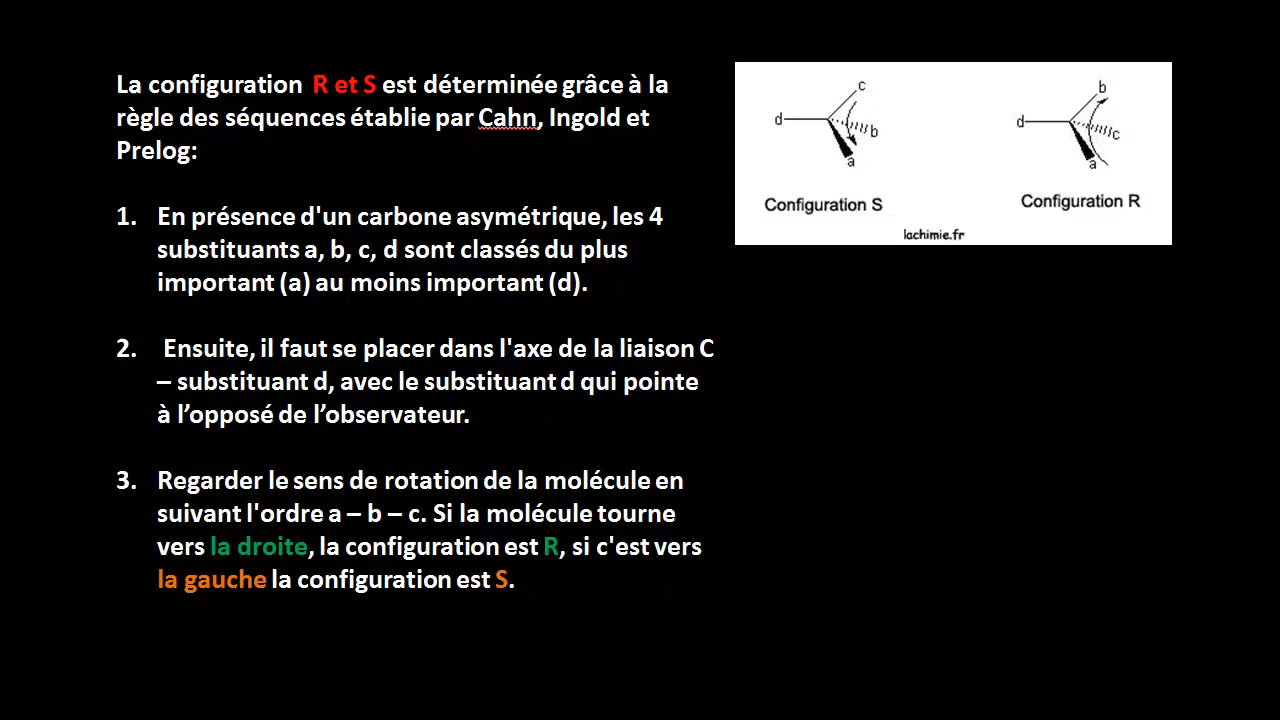 La configuration R et S est déterminée grâce à la
règle des séquences établie par Cahn, Ingold et
Prelog:
1. En présence d'un carbone asymétrique, les 4
substituants a, b, c, d sont classés du plus
important (a) au moins important (d).
2. Ensuite, il faut se placer dans l'axe de la liaison C
– substituant d, avec le substituant d qui pointe
à l’opposé de l’observateur.
3. Regarder le sens de rotation de la molécule en
suivant l'ordre a – b – c. Si la molécule tourne
vers la droite, la configuration est R, si c'est vers
la gauche la configuration est S.
c
d
b
a
Configuration S
b
d
c
a
Configuration R
lachimie.fr